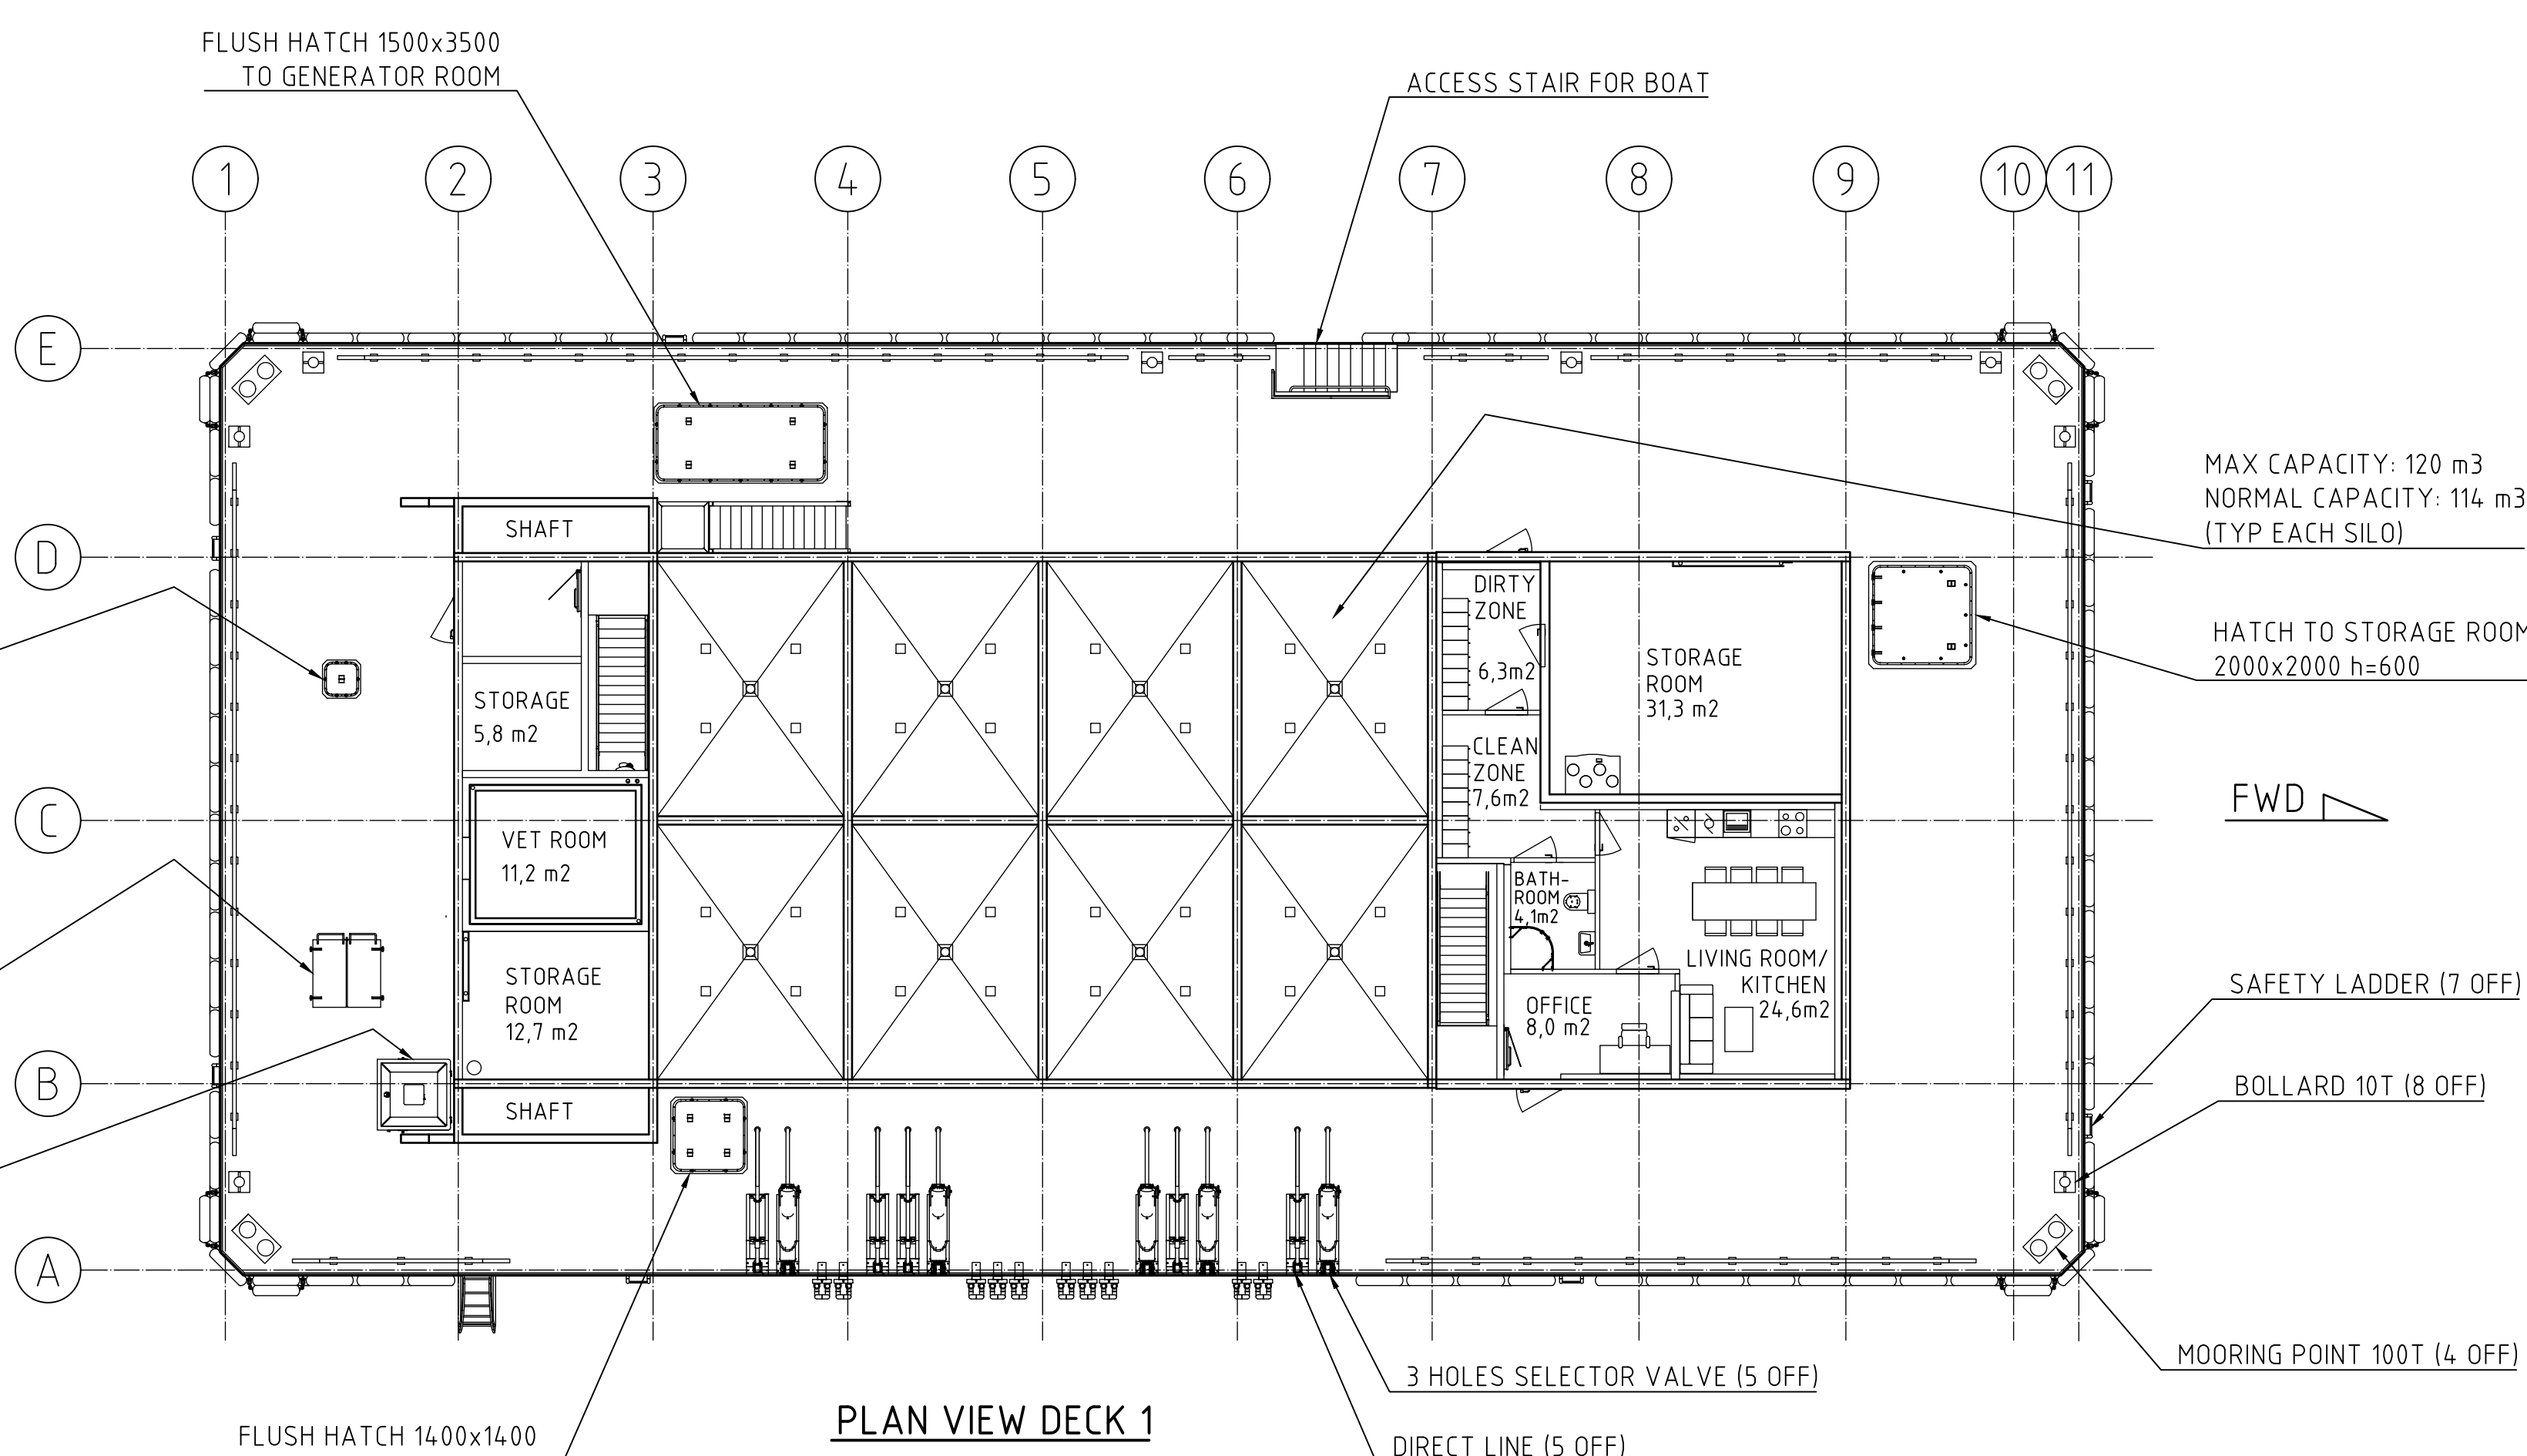 FLUSH HATCH 1500x3500
TO GENERATOR ROOM
ACCESS STAIR FOR BOAT
1
2
3
4
5
6
7
8
9
10
11
E
D
C
B
A
MAX CAPACITY: 120 m3
NORMAL CAPACITY: 114 m3
(TYP EACH SILO)
HATCH TO STORAGE ROOM
2000x2000 h=600
SHAFT
STORAGE
5,8 m2
VET ROOM
11,2 m2
STORAGE
ROOM
12,7 m2
SHAFT
DIRTY
ZONE
6,3m2
STORAGE
ROOM
31,3 m2
CLEAN
ZONE
7,6m2
BATH-
ROOM
4,1m2
LIVING ROOM/
KITCHEN
24,6m2
OFFICE
8,0 m2
FWD
SAFETY LADDER (7 OFF)
BOLLARD 10T (8 OFF)
MOORING POINT 100T (4 OFF)
3 HOLES SELECTOR VALVE (5 OFF)
DIRECT LINE (5 OFF)
PLAN VIEW DECK 1
FLUSH HATCH 1400x1400